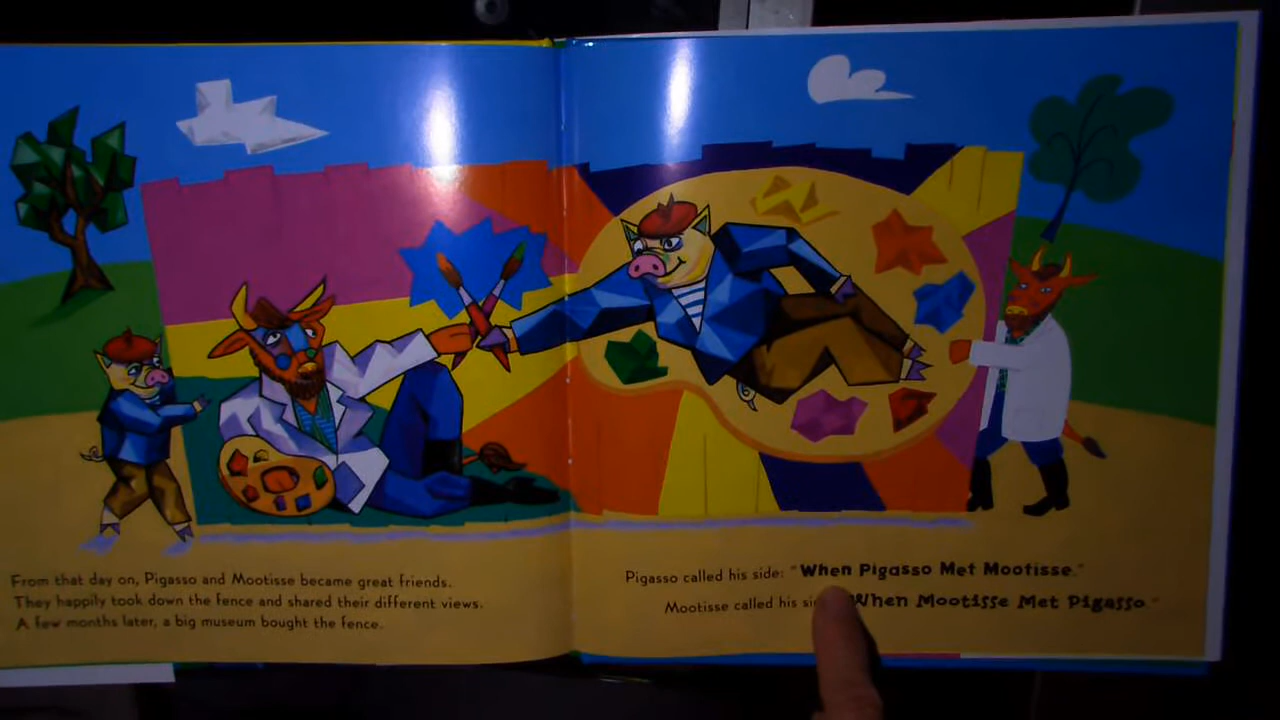 From that day on, Pigasso and Mootisse became great friends.
They happily took down the fence and shared their different views.
A few months later, a big museum bought the fence.
Pigasso called his side: "When Pigasso Met Mootisse."
Mootisse called his "When Mootisse Met Pigasso."